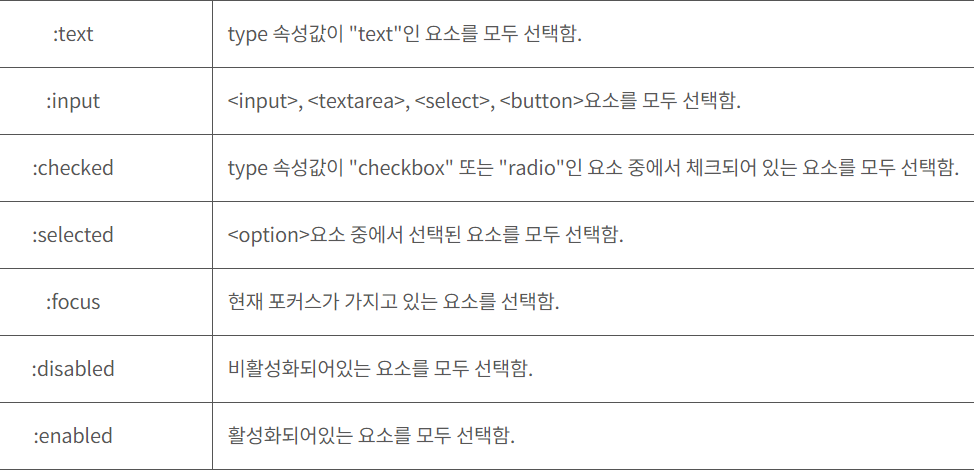 :text type 속성값이 "text"인 요소를 모두 선택함.
:input <input>, <textarea>, <select>, <button>요소를 모두 선택함.
:checked type 속성값이 "checkbox" 또는 "radio"인 요소 중에서 체크되어 있는 요소를 모두 선택함.
:selected <option>요소 중에서 선택된 요소를 모두 선택함.
:focus 현재 포커스가 가지고 있는 요소를 선택함.
:disabled 비활성화되어있는 요소를 모두 선택함.
:enabled 활성화되어있는 요소를 모두 선택함.